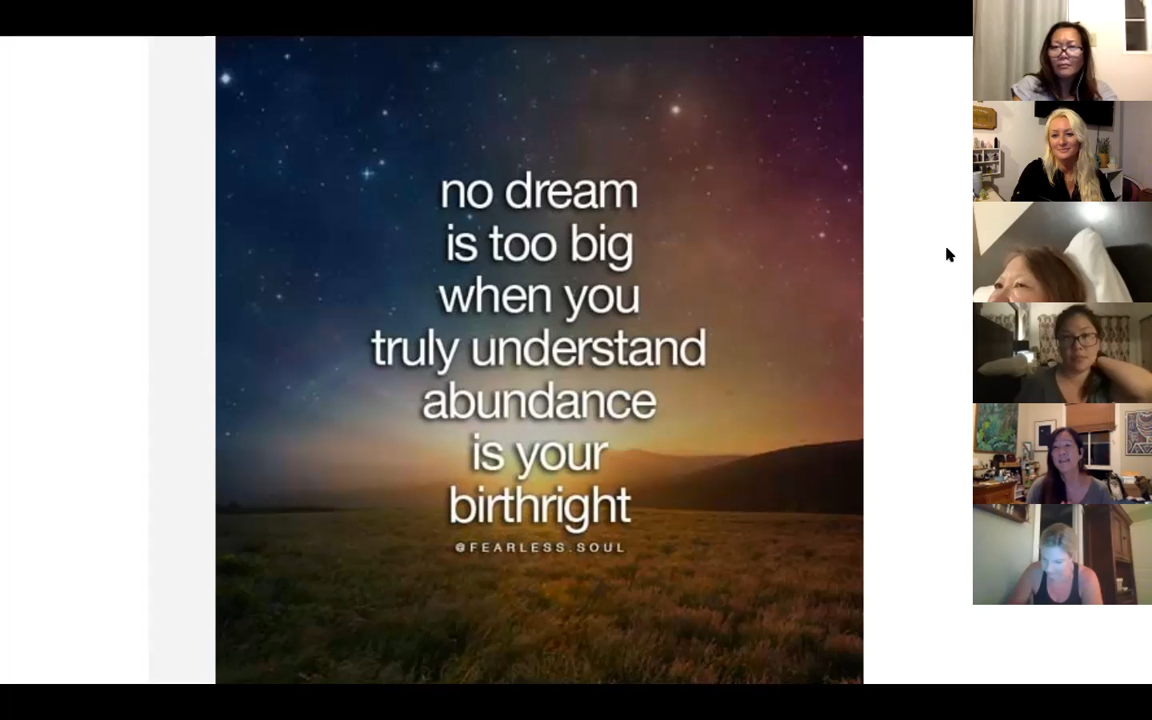 no dream
is too big
when you
truly understand
abundance
is your
birthright
@FEARLESS.SOUL